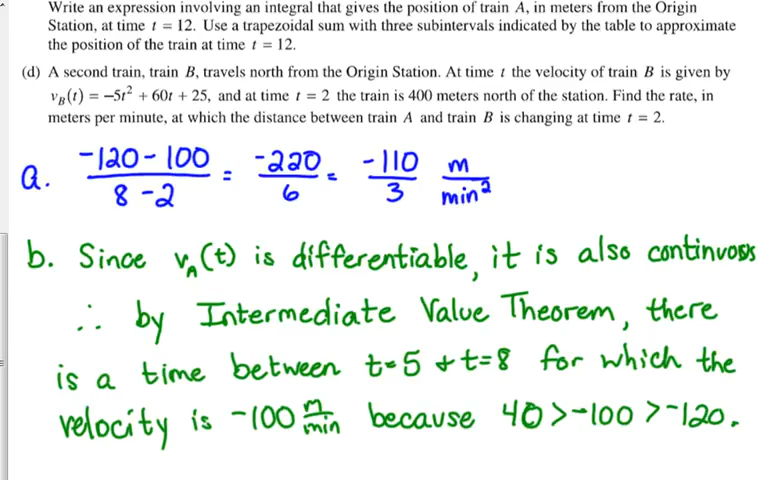 Write an expression involving an integral that gives the position of train A, in meters from the Origin
Station, at time t = 12. Use a trapezoidal sum with three subintervals indicated by the table to approximate
the position of the train at time t = 12.
(d) A second train, train B, travels north from the Origin Station. At time t the velocity of train B is given by
v_B(t) = −5t² + 60t + 25, and at time t = 2 the train is 400 meters north of the station. Find the rate, in
meters per minute, at which the distance between train A and train B is changing at time t = 2.
a. (-120 - 100)/(8 - 2) = -220/6 = -110/3 m/min²
b. Since v_A(t) is differentiable, it is also continuous
∴ by Intermediate Value Theorem, there
is a time between t=5 + t=8 for which the
velocity is -100 m/min because 40 > -100 > -120.